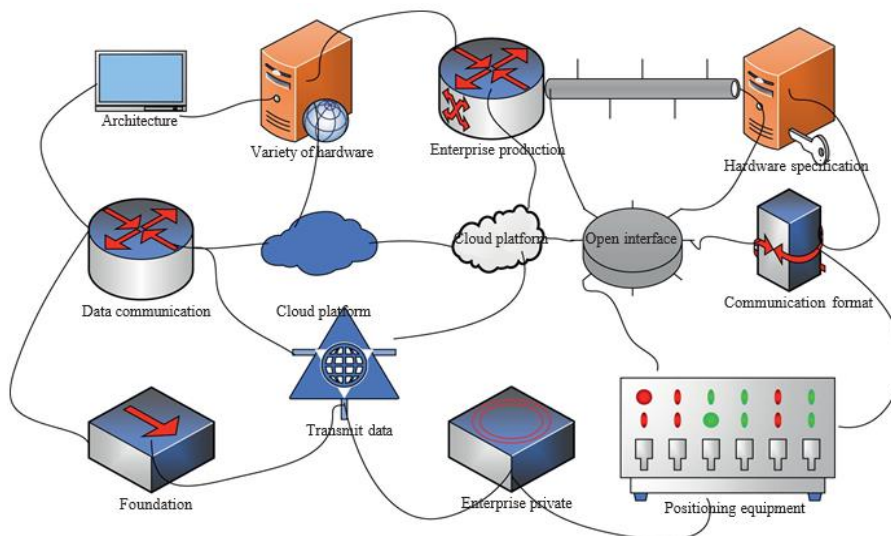 Architecture
Variety of hardware
Enterprise production
Hardware specification
Data communication
Cloud platform
Cloud platform
Open interface
Communication format
Foundation
Transmit data
Enterprise private
Positioning equipment